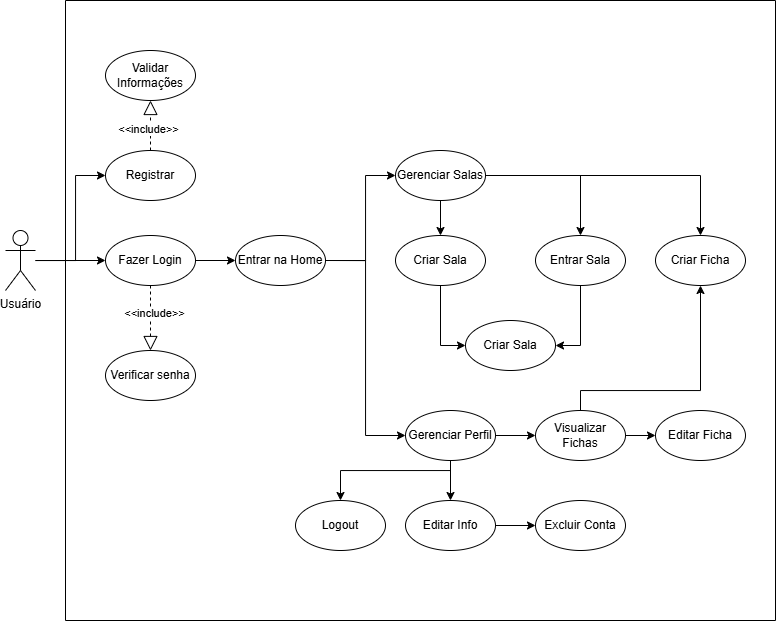 Validar
Informações
<<include>>
Registrar
Gerenciar Salas
Usuário
Fazer Login
Entrar na Home
Criar Sala
Entrar Sala
Criar Ficha
<<include>>
Criar Sala
Verificar senha
Gerenciar Perfil
Visualizar
Fichas
Editar Ficha
Logout
Editar Info
Excluir Conta